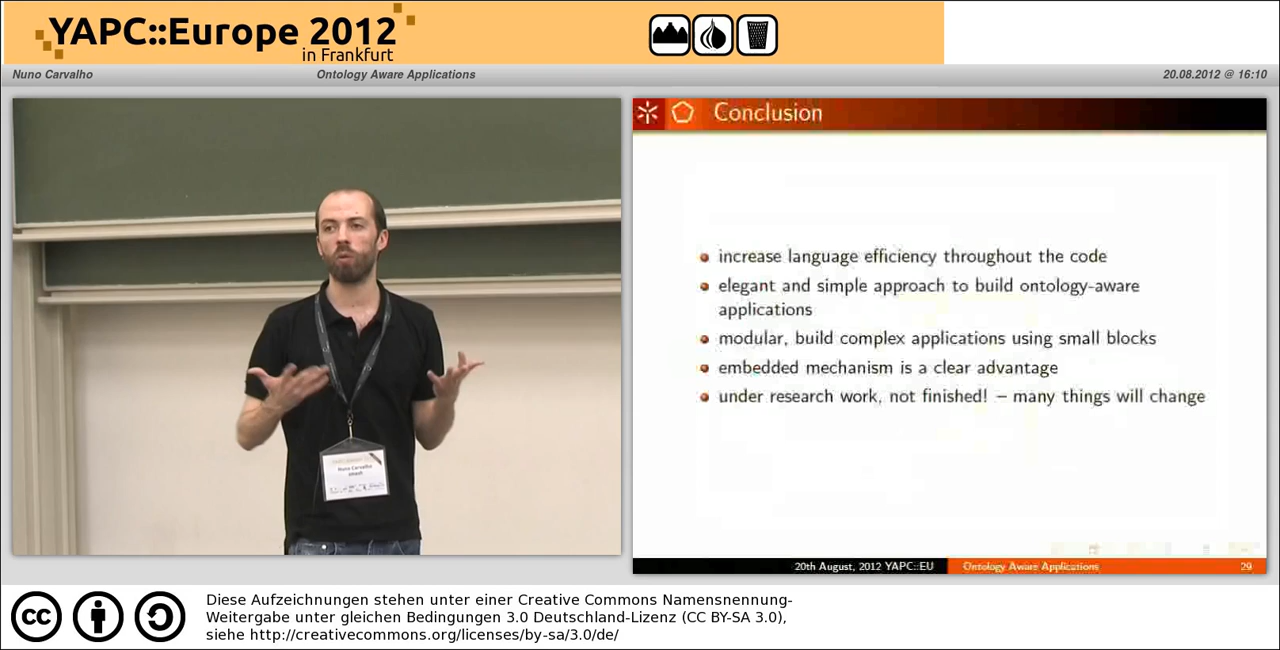 YAPC::Europe 2012
in Frankfurt
Nuno Carvalho
Ontology Aware Applications
20.08.2012 @ 16:10
Nuno Carvalho
Conclusion
increase language efficiency throughout the code
elegant and simple approach to build ontology-aware
applications
modular, build complex applications using small blocks
embedded mechanism is a clear advantage
under research work, not finished! – many things will change
20th August, 2012 YAPC::EU
Ontology Aware Applications
29
cc
Diese Aufzeichnungen stehen unter einer Creative Commons Namensnennung-
Weitergabe unter gleichen Bedingungen 3.0 Deutschland-Lizenz (CC BY-SA 3.0),
siehe http://creativecommons.org/licenses/by-sa/3.0/de/